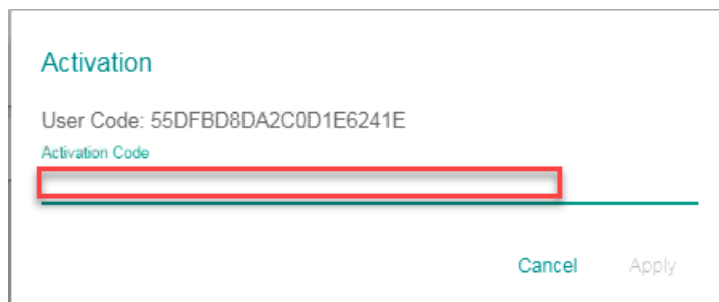 Activation
User Code: 55DFBD8DA2C0D1E6241E
Activation Code
Cancel Apply